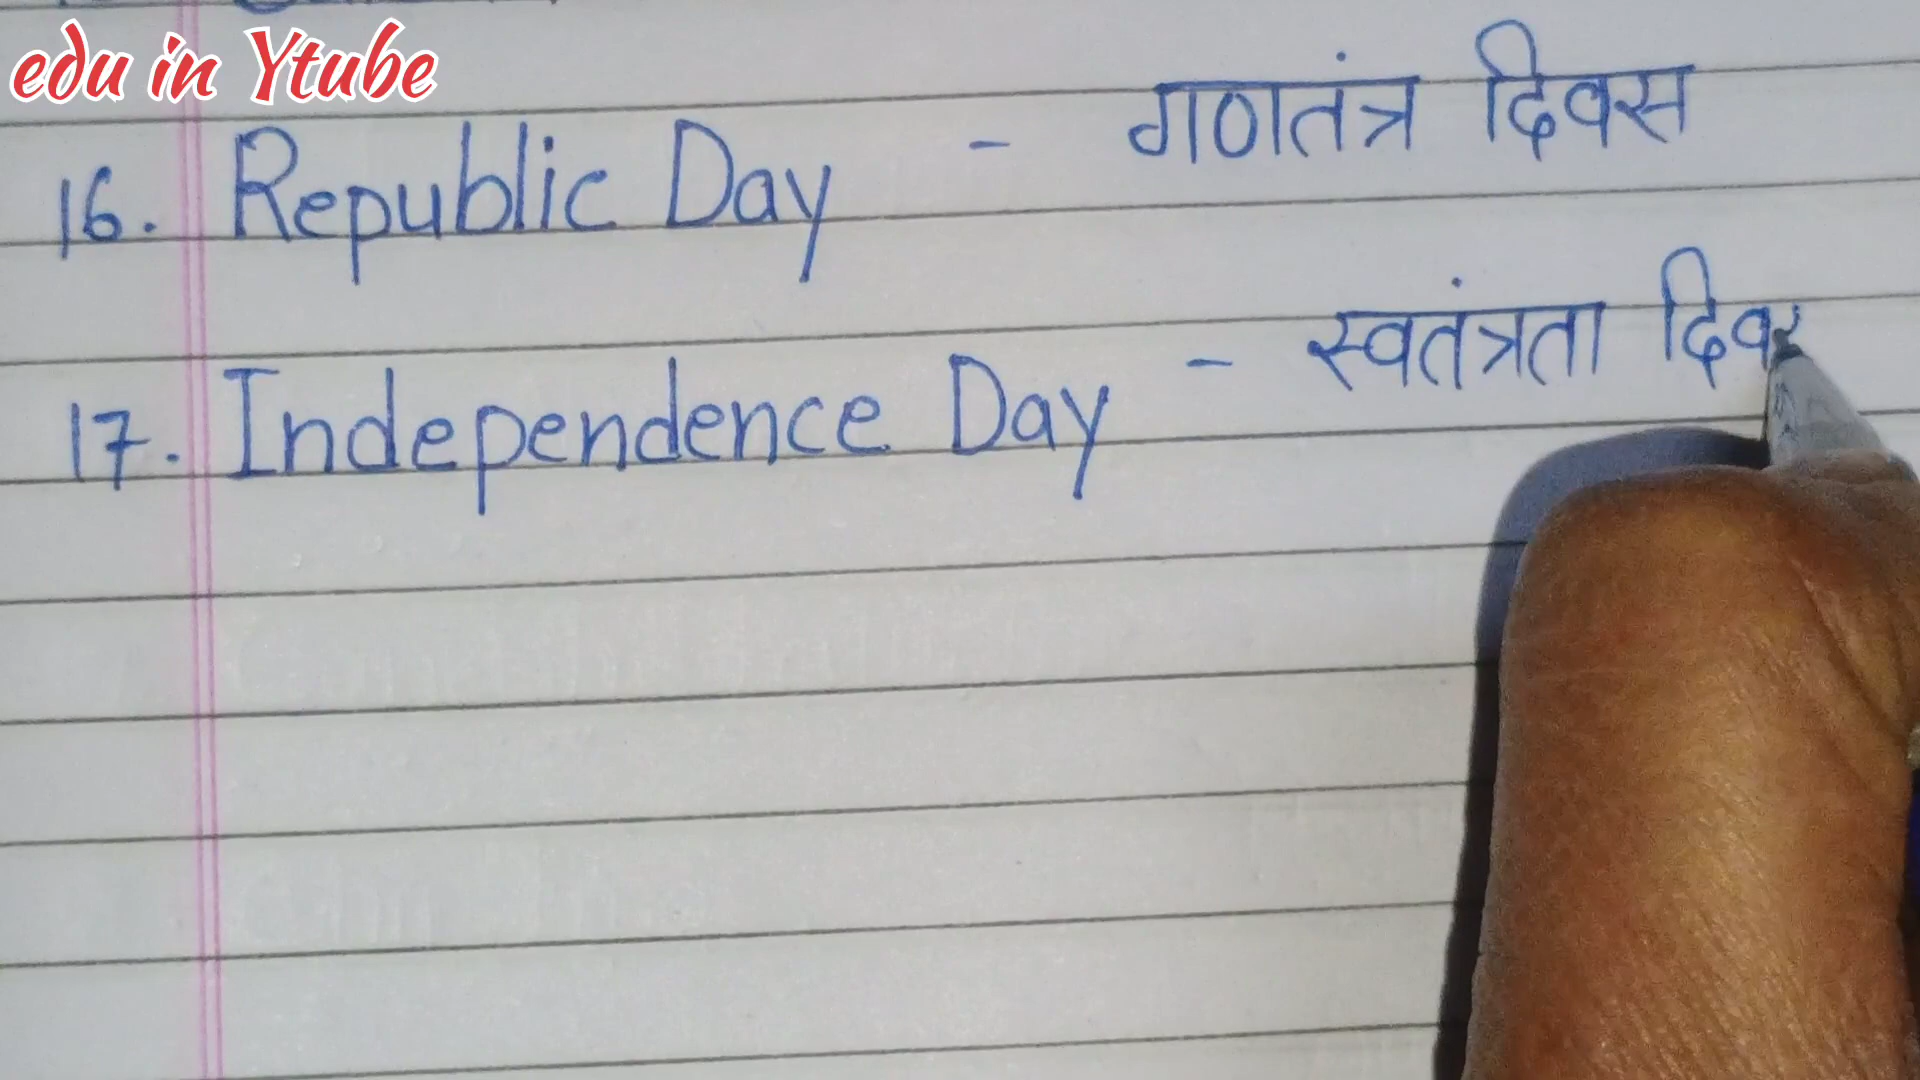 edu in Ytube
16. Republic Day - गणतंत्र दिवस
17. Independence Day - स्वतंत्रता